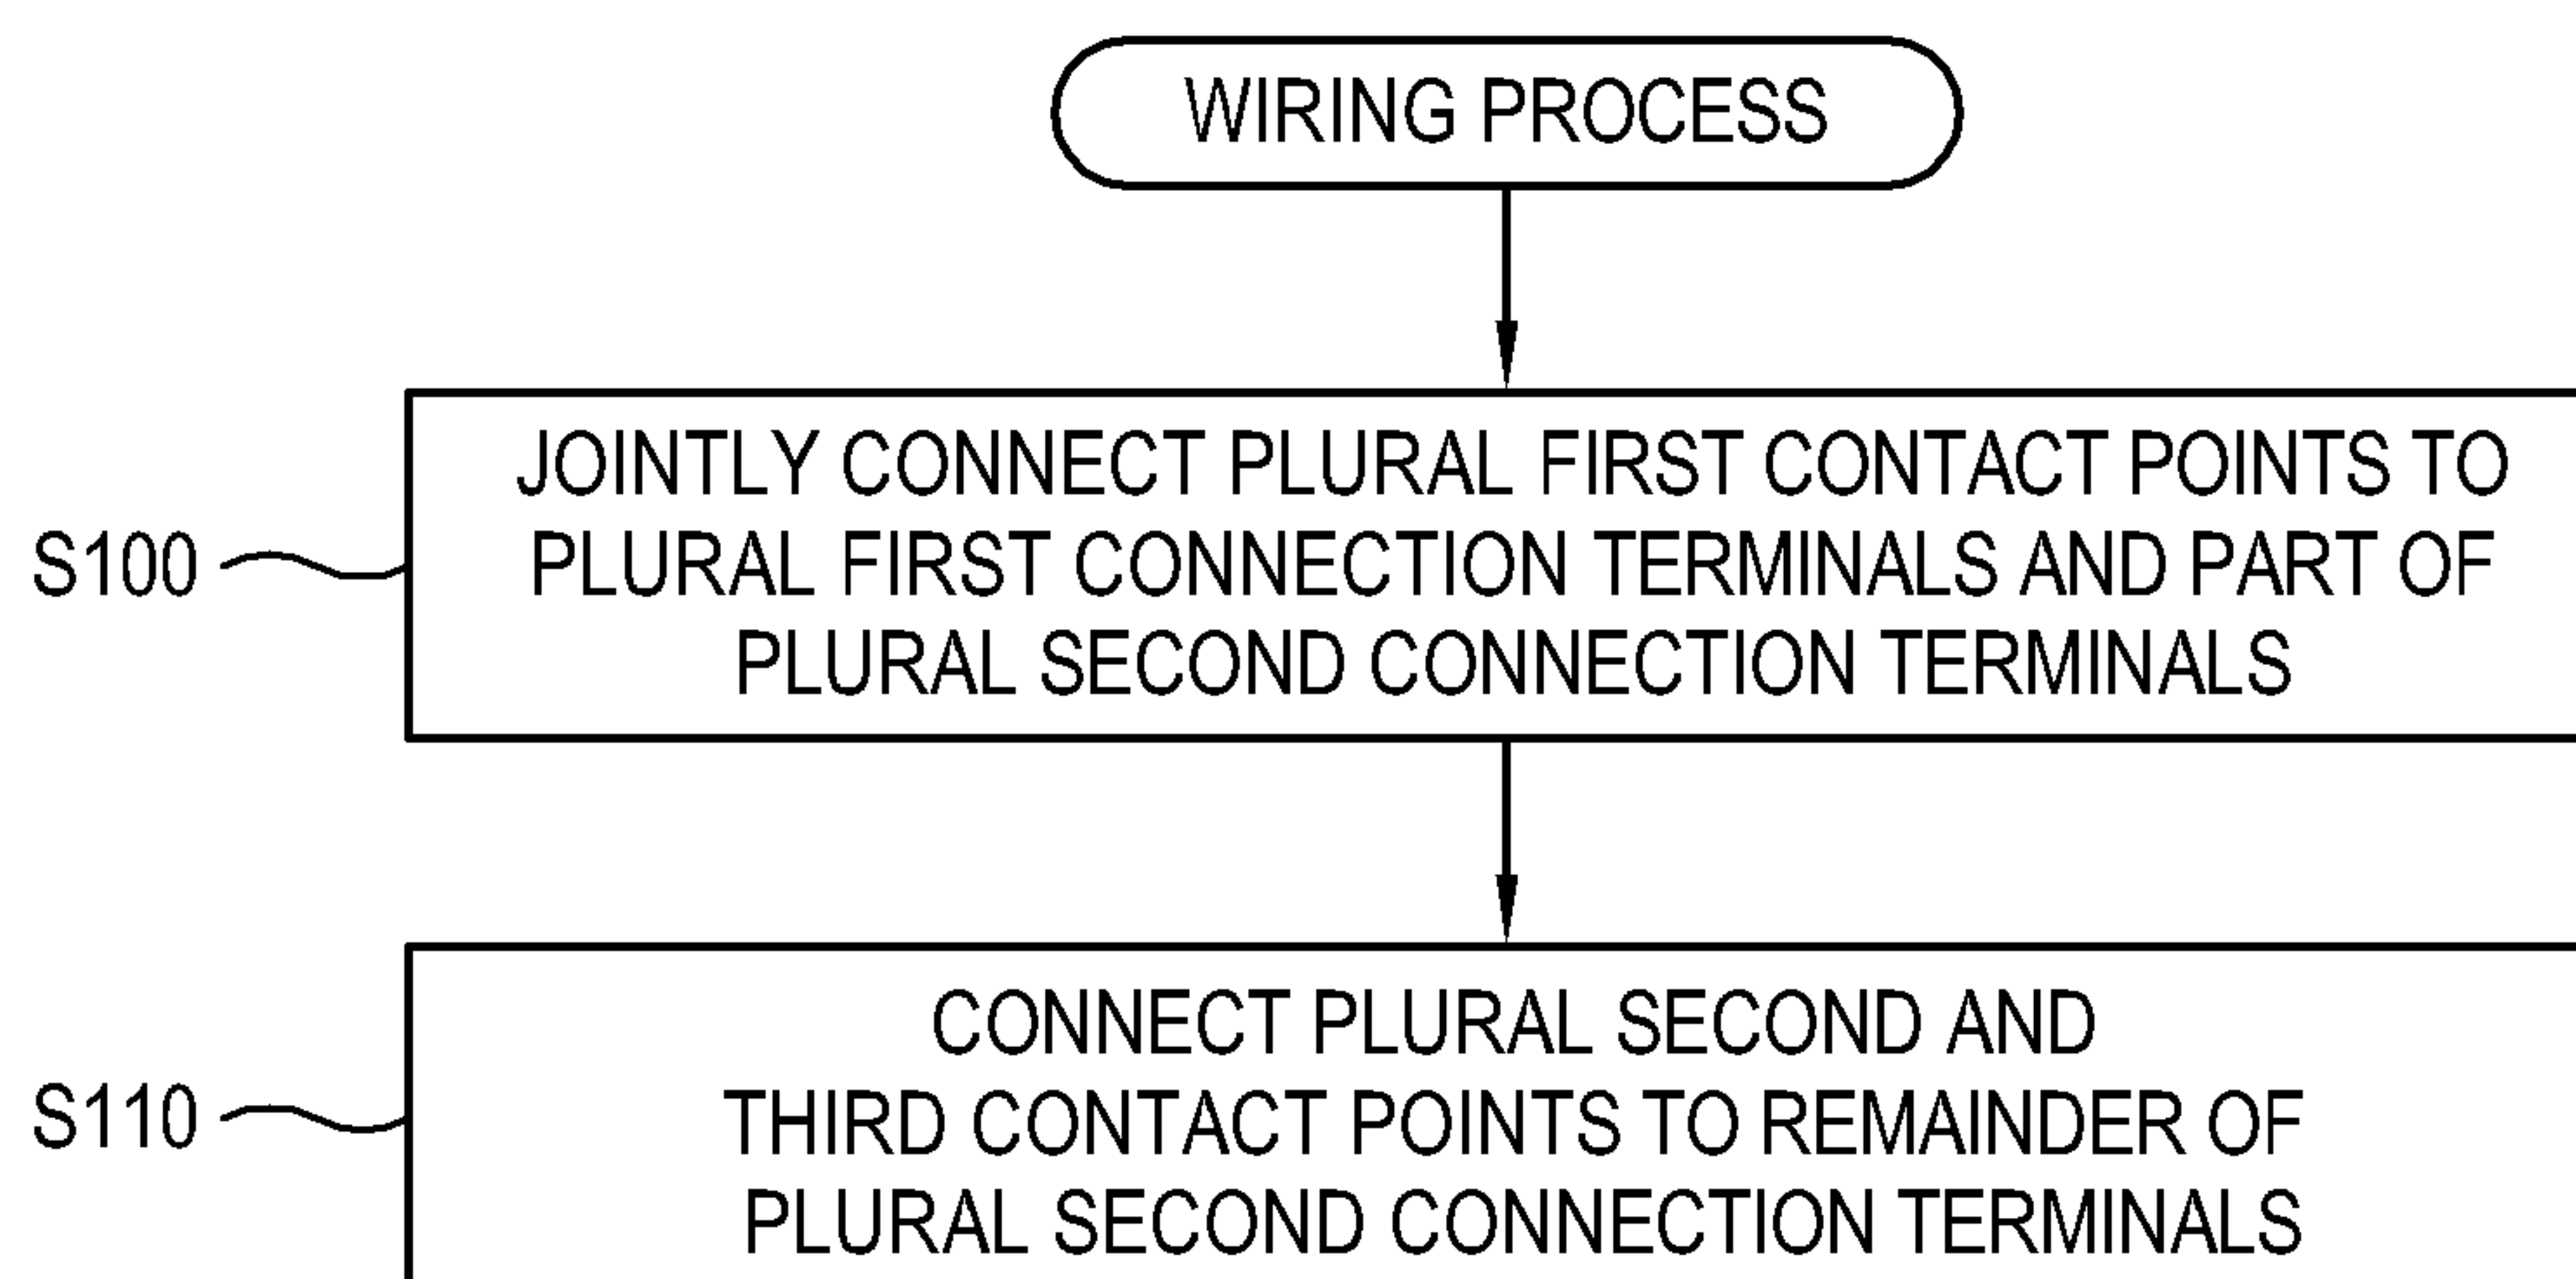 WIRING PROCESS
JOINTLY CONNECT PLURAL FIRST CONTACT POINTS TO
S100
PLURAL FIRST CONNECTION TERMINALS AND PART OF
PLURAL SECOND CONNECTION TERMINALS
CONNECT PLURAL SECOND AND
S110
THIRD CONTACT POINTS TO REMAINDER OF
PLURAL SECOND CONNECTION TERMINALS